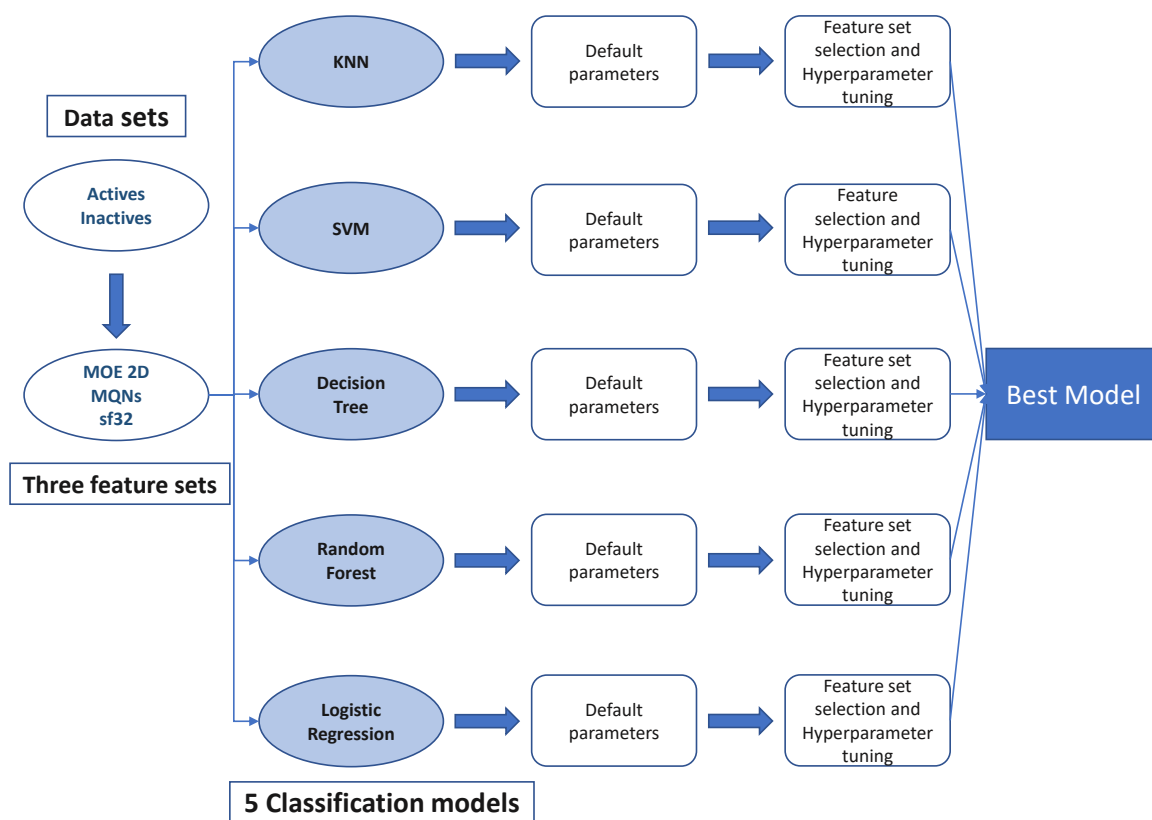 Data sets
Actives
Inactives
MOE 2D
MQNs
sf32
Three feature sets
KNN
Default
parameters
Feature set
selection and
Hyperparameter
tuning
SVM
Default
parameters
Feature
selection and
Hyperparameter
tuning
Decision
Tree
Default
parameters
Feature set
selection and
Hyperparameter
tuning
Random
Forest
Default
parameters
Feature set
selection and
Hyperparameter
tuning
Logistic
Regression
Default
parameters
Feature set
selection and
Hyperparameter
tuning
5 Classification models
Best Model